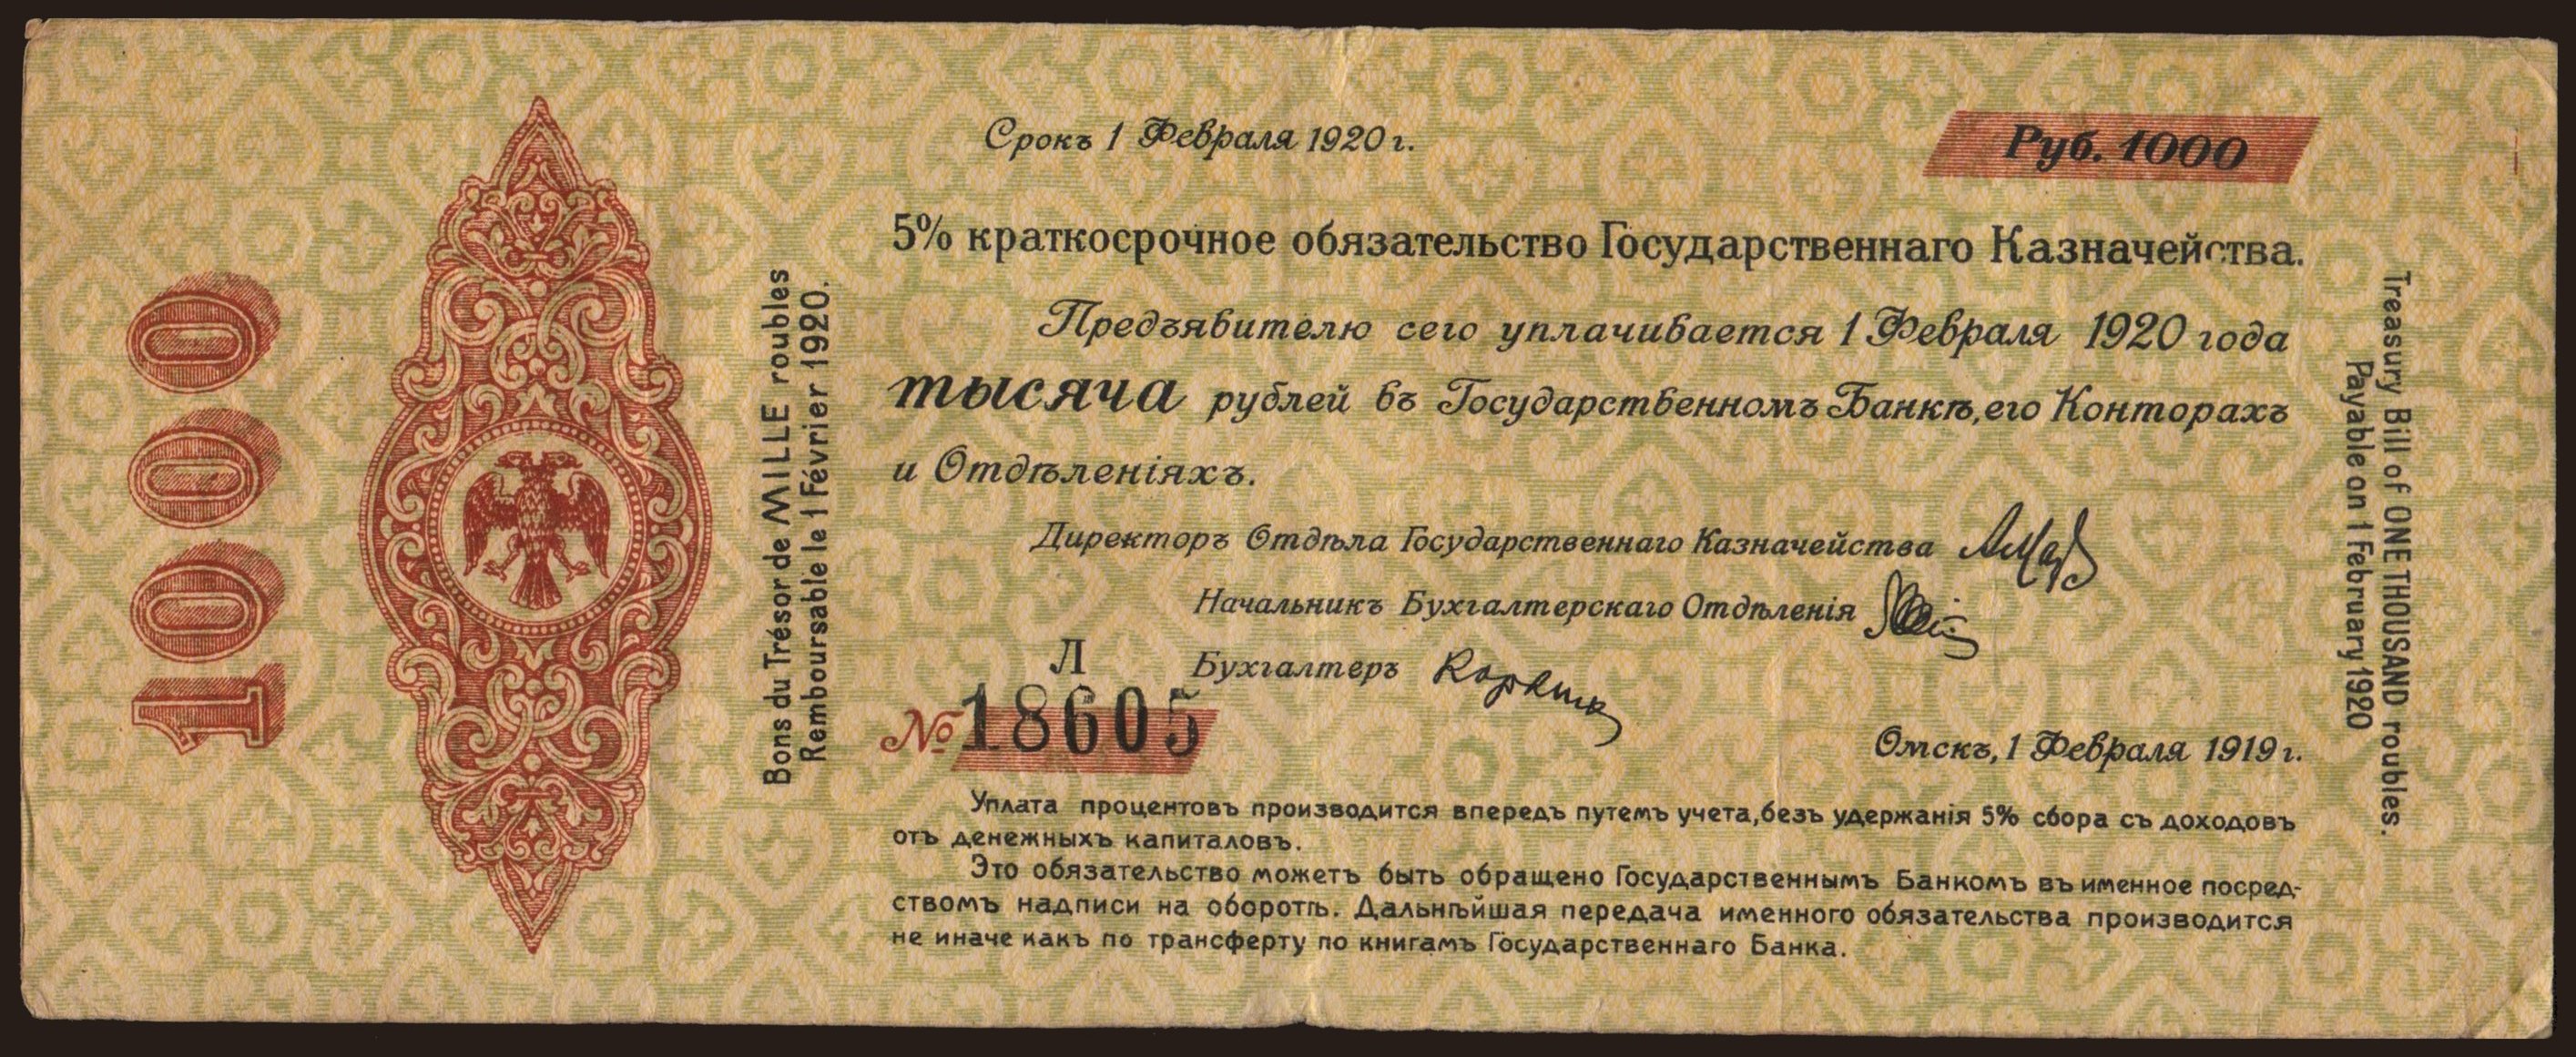 1000
Bons du Trésor de MILLE roubles
Remboursable le 1 Février 1920.
Срокъ 1 Февраля 1920 г.
Руб. 1000
5% краткосрочное обязательство Государственнаго Казначейства.
Предъявителю сего уплачивается 1 Февраля 1920 года
тысяча рублей въ Государственномъ Банкѣ, его Конторахъ
и Отдѣленіяхъ.
Директоръ Отдѣла Государственнаго Казначейства
Начальникъ Бухгалтерскаго Отдѣленія
Бухгалтеръ
Л
№ 18605
Омскъ, 1 Февраля 1919 г.
Уплата процентовъ производится впередъ путемъ учета, безъ удержанія 5% сбора съ доходовъ
отъ денежныхъ капиталовъ.
Это обязательство можетъ быть обращено Государственнымъ Банкомъ въ именное посред-
ствомъ надписи на оборотѣ. Дальнѣйшая передача именного обязательства производится
не иначе какъ по трансферту по книгамъ Государственнаго Банка.
Treasury Bill of ONE THOUSAND roubles.
Payable on 1 February 1920